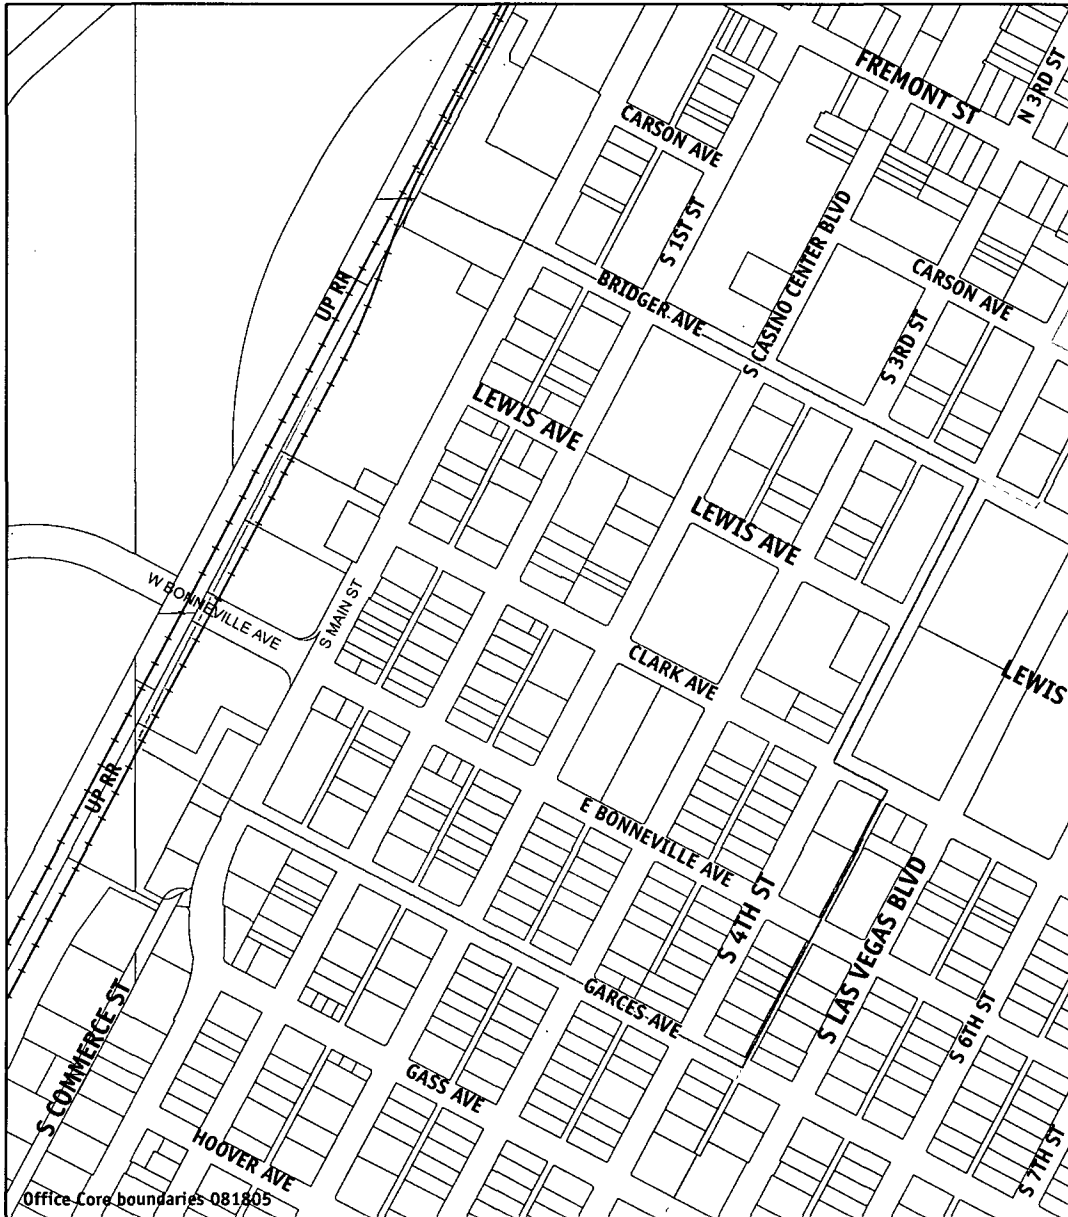 FREMONT ST
N 3RD ST
CARSON AVE
S 1ST ST
S CASINO CENTER BLVD
CARSON AVE
UP RR
BRIDGER AVE
S 3RD ST
LEWIS AVE
LEWIS AVE
W BONNEVILLE AVE
S MAIN ST
CLARK AVE
LEWIS
UP RR
E BONNEVILLE AVE
S 4TH ST
S LAS VEGAS BLVD
GARCES AVE
S COMMERCE ST
S 6TH ST
GASS AVE
HOOVER AVE
S 7TH ST
Office Core boundaries 081805